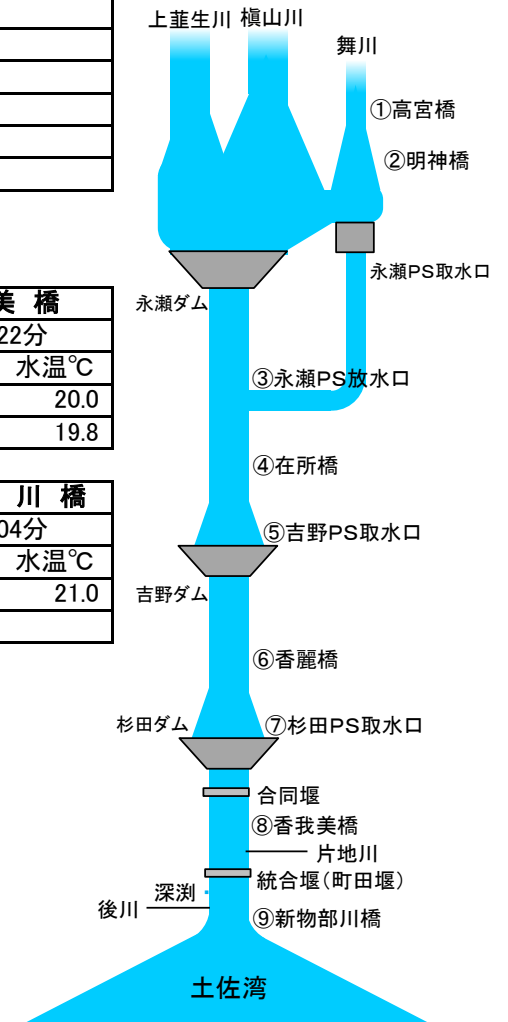 上韮生川 槇山川
舞川
①高宮橋
②明神橋
永瀬PS取水口
永瀬ダム
美 橋
22分
水温℃
20.0
19.8
③永瀬PS放水口
④在所橋
川 橋
04分
水温℃
21.0
⑤吉野PS取水口
吉野ダム
⑥香麗橋
杉田ダム ⑦杉田PS取水口
合同堰
⑧香我美橋
片地川
統合堰(町田堰)
深渕
後川
⑨新物部川橋
土佐湾